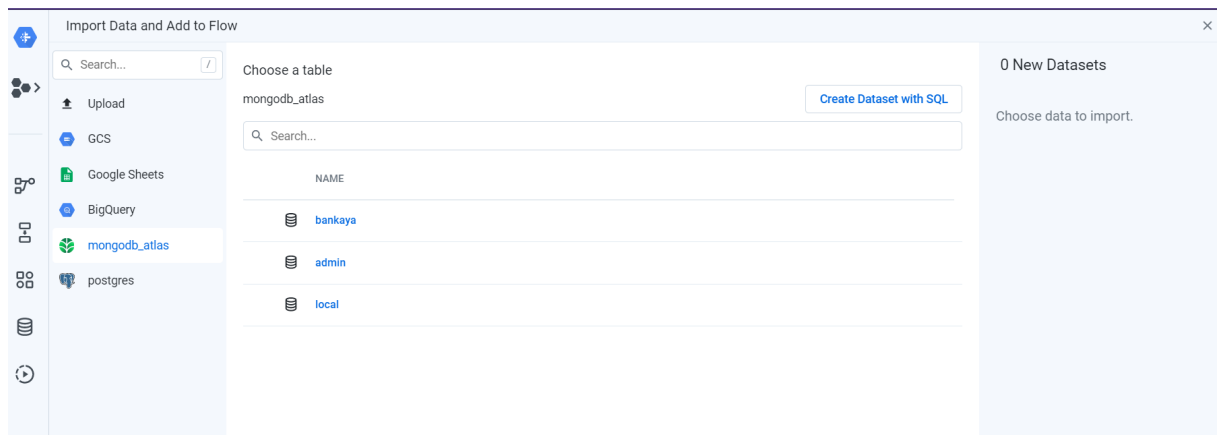 Import Data and Add to Flow
Search... /
Upload
GCS
Google Sheets
BigQuery
mongodb_atlas
postgres
Choose a table
mongodb_atlas
Create Dataset with SQL
Search...
NAME
bankaya
admin
local
0 New Datasets
Choose data to import.